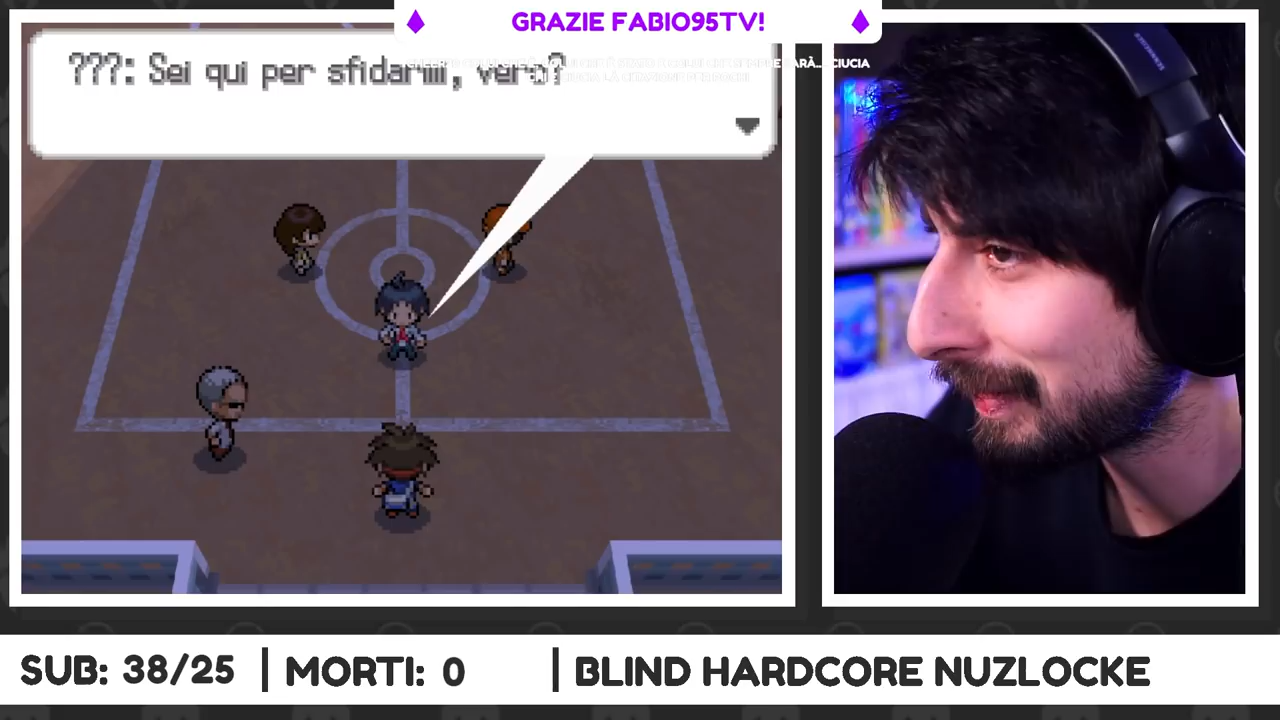 GRAZIE FABIO95TV!
???: Sei qui per sfidarmi, vero?
SUB: 38/25 | MORTI: 0 | BLIND HARDCORE NUZLOCKE